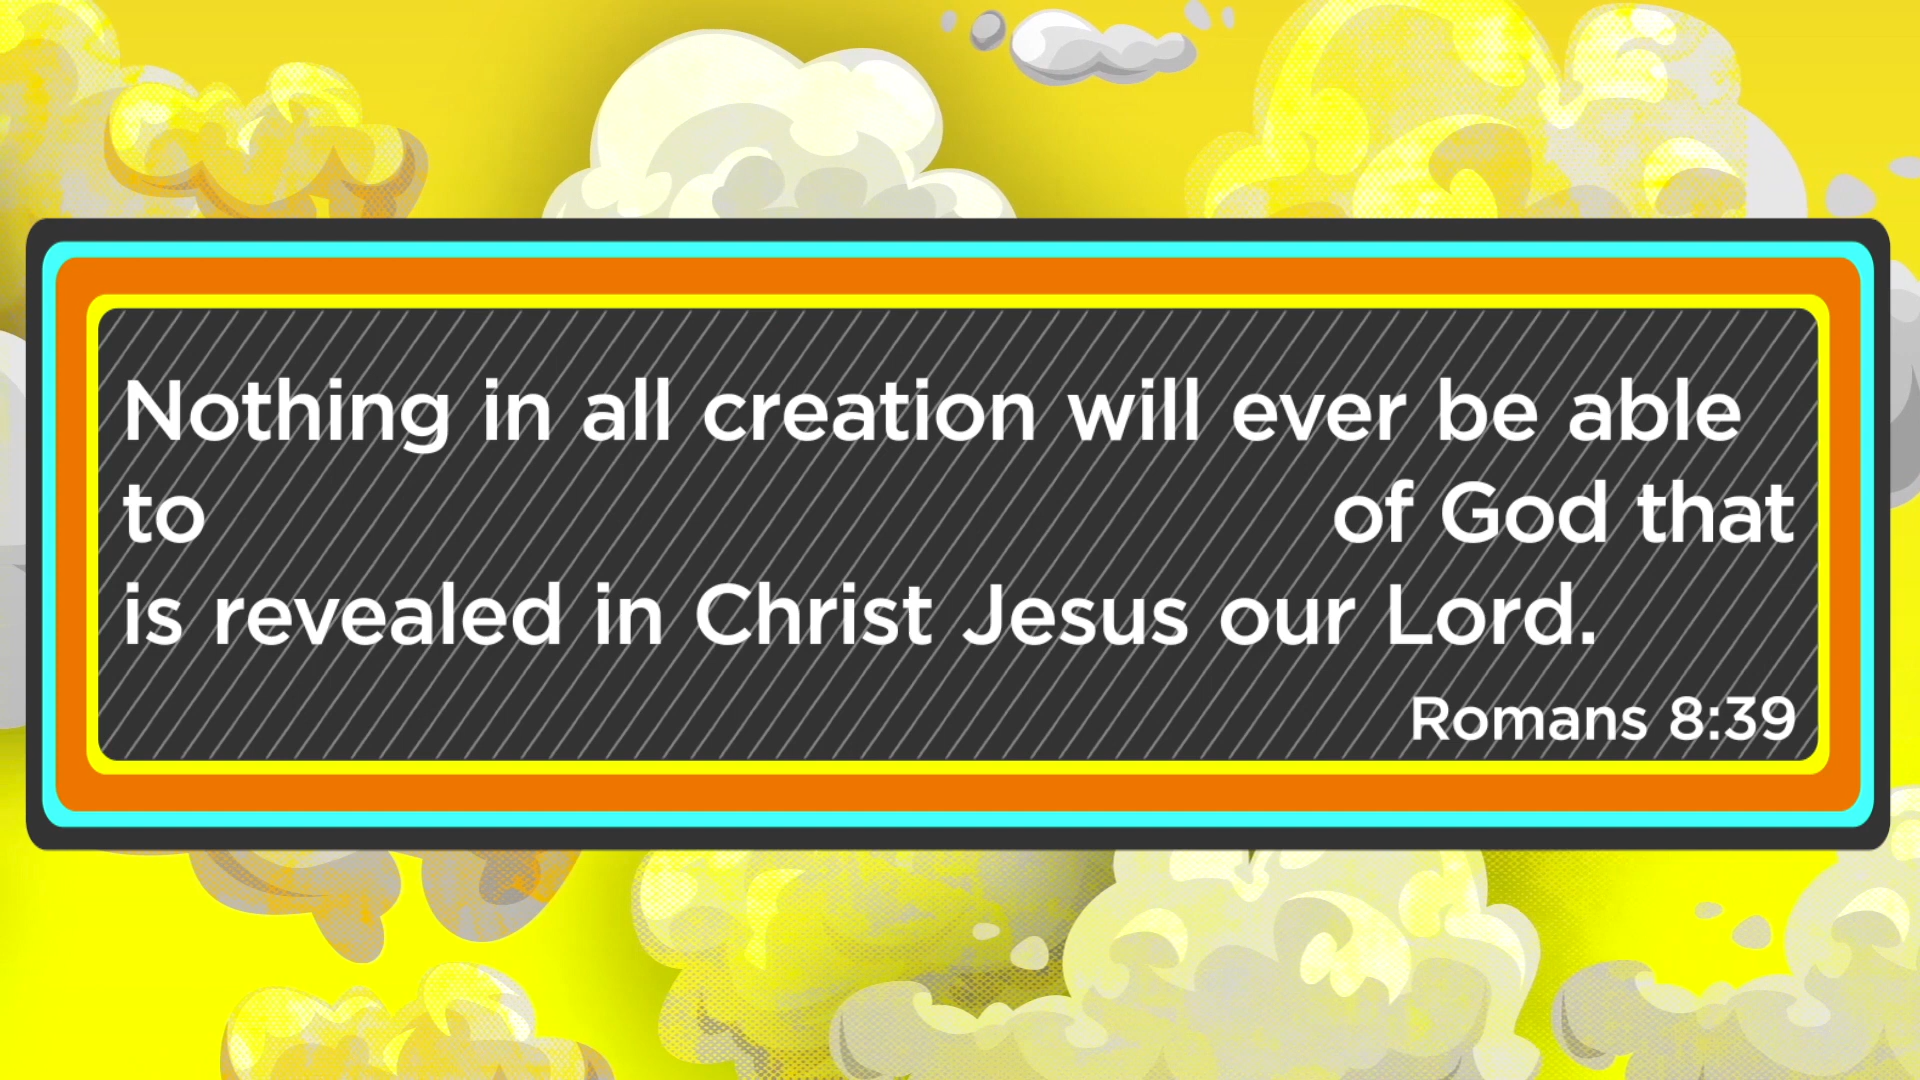 Nothing in all creation will ever be able
to of God that
is revealed in Christ Jesus our Lord.
Romans 8:39